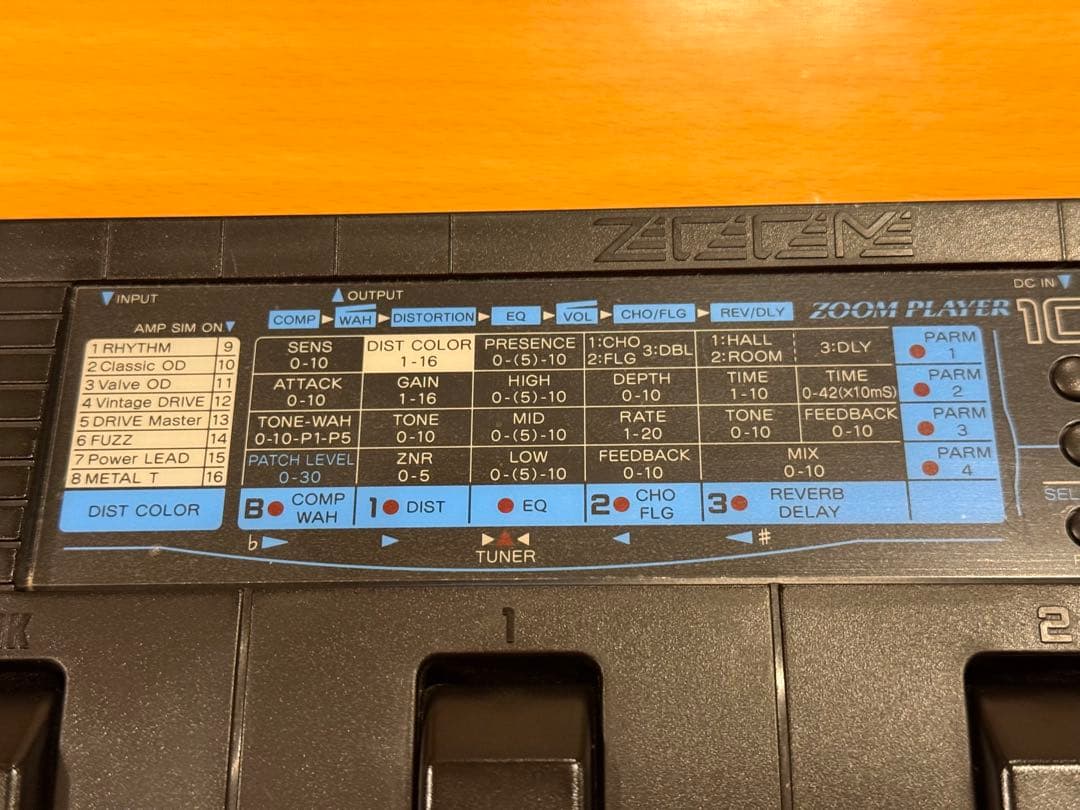 ZOOM
INPUT
OUTPUT
DC IN
COMP WAH DISTORTION EQ VOL CHO/FLG REV/DLY ZOOM PLAYER 10
AMP SIM ON
1 RHYTHM 9
2 Classic OD 10
3 Valve OD 11
4 Vintage DRIVE 12
5 DRIVE Master 13
6 FUZZ 14
7 Power LEAD 15
8 METAL T 16
DIST COLOR
SENS
0-10
DIST COLOR
1-16
PRESENCE
0-(5)-10
1:CHO
2:FLG 3:DBL
1:HALL
2:ROOM
3:DLY
PARM
1
ATTACK
0-10
GAIN
1-16
HIGH
0-(5)-10
DEPTH
0-10
TIME
1-10
TIME
0-42(X10mS)
PARM
2
TONE-WAH
0-10-P1-P5
TONE
0-10
MID
0-(5)-10
RATE
1-20
TONE
0-10
FEEDBACK
0-10
PARM
3
PATCH LEVEL
0-30
ZNR
0-5
LOW
0-(5)-10
FEEDBACK
0-10
MIX
0-10
PARM
4
B COMP
WAH
1 DIST
EQ
2 CHO
FLG
3 REVERB
DELAY
SEL
♭
♯
TUNER
1
2